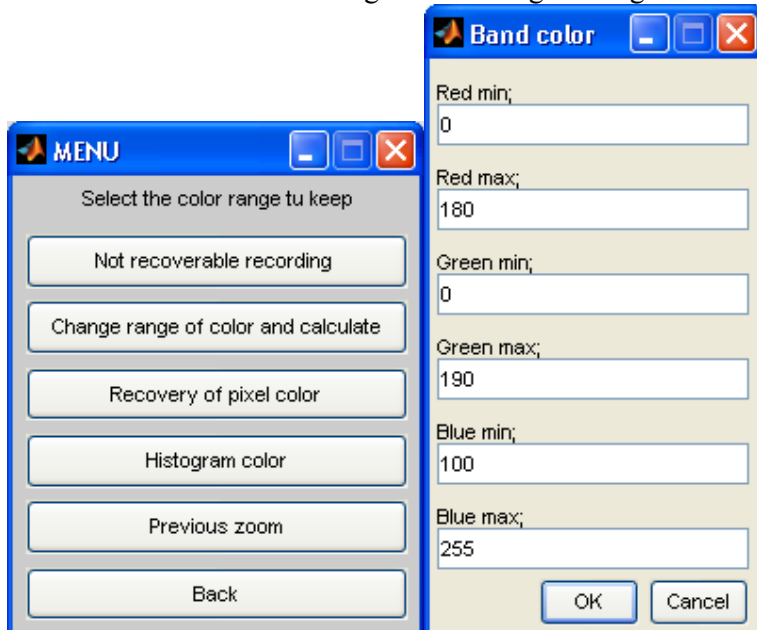 MENU
Select the color range tu keep
Not recoverable recording
Change range of color and calculate
Recovery of pixel color
Histogram color
Previous zoom
Back
Band color
Red min;
0
Red max;
180
Green min;
0
Green max;
190
Blue min;
100
Blue max;
255
OK
Cancel